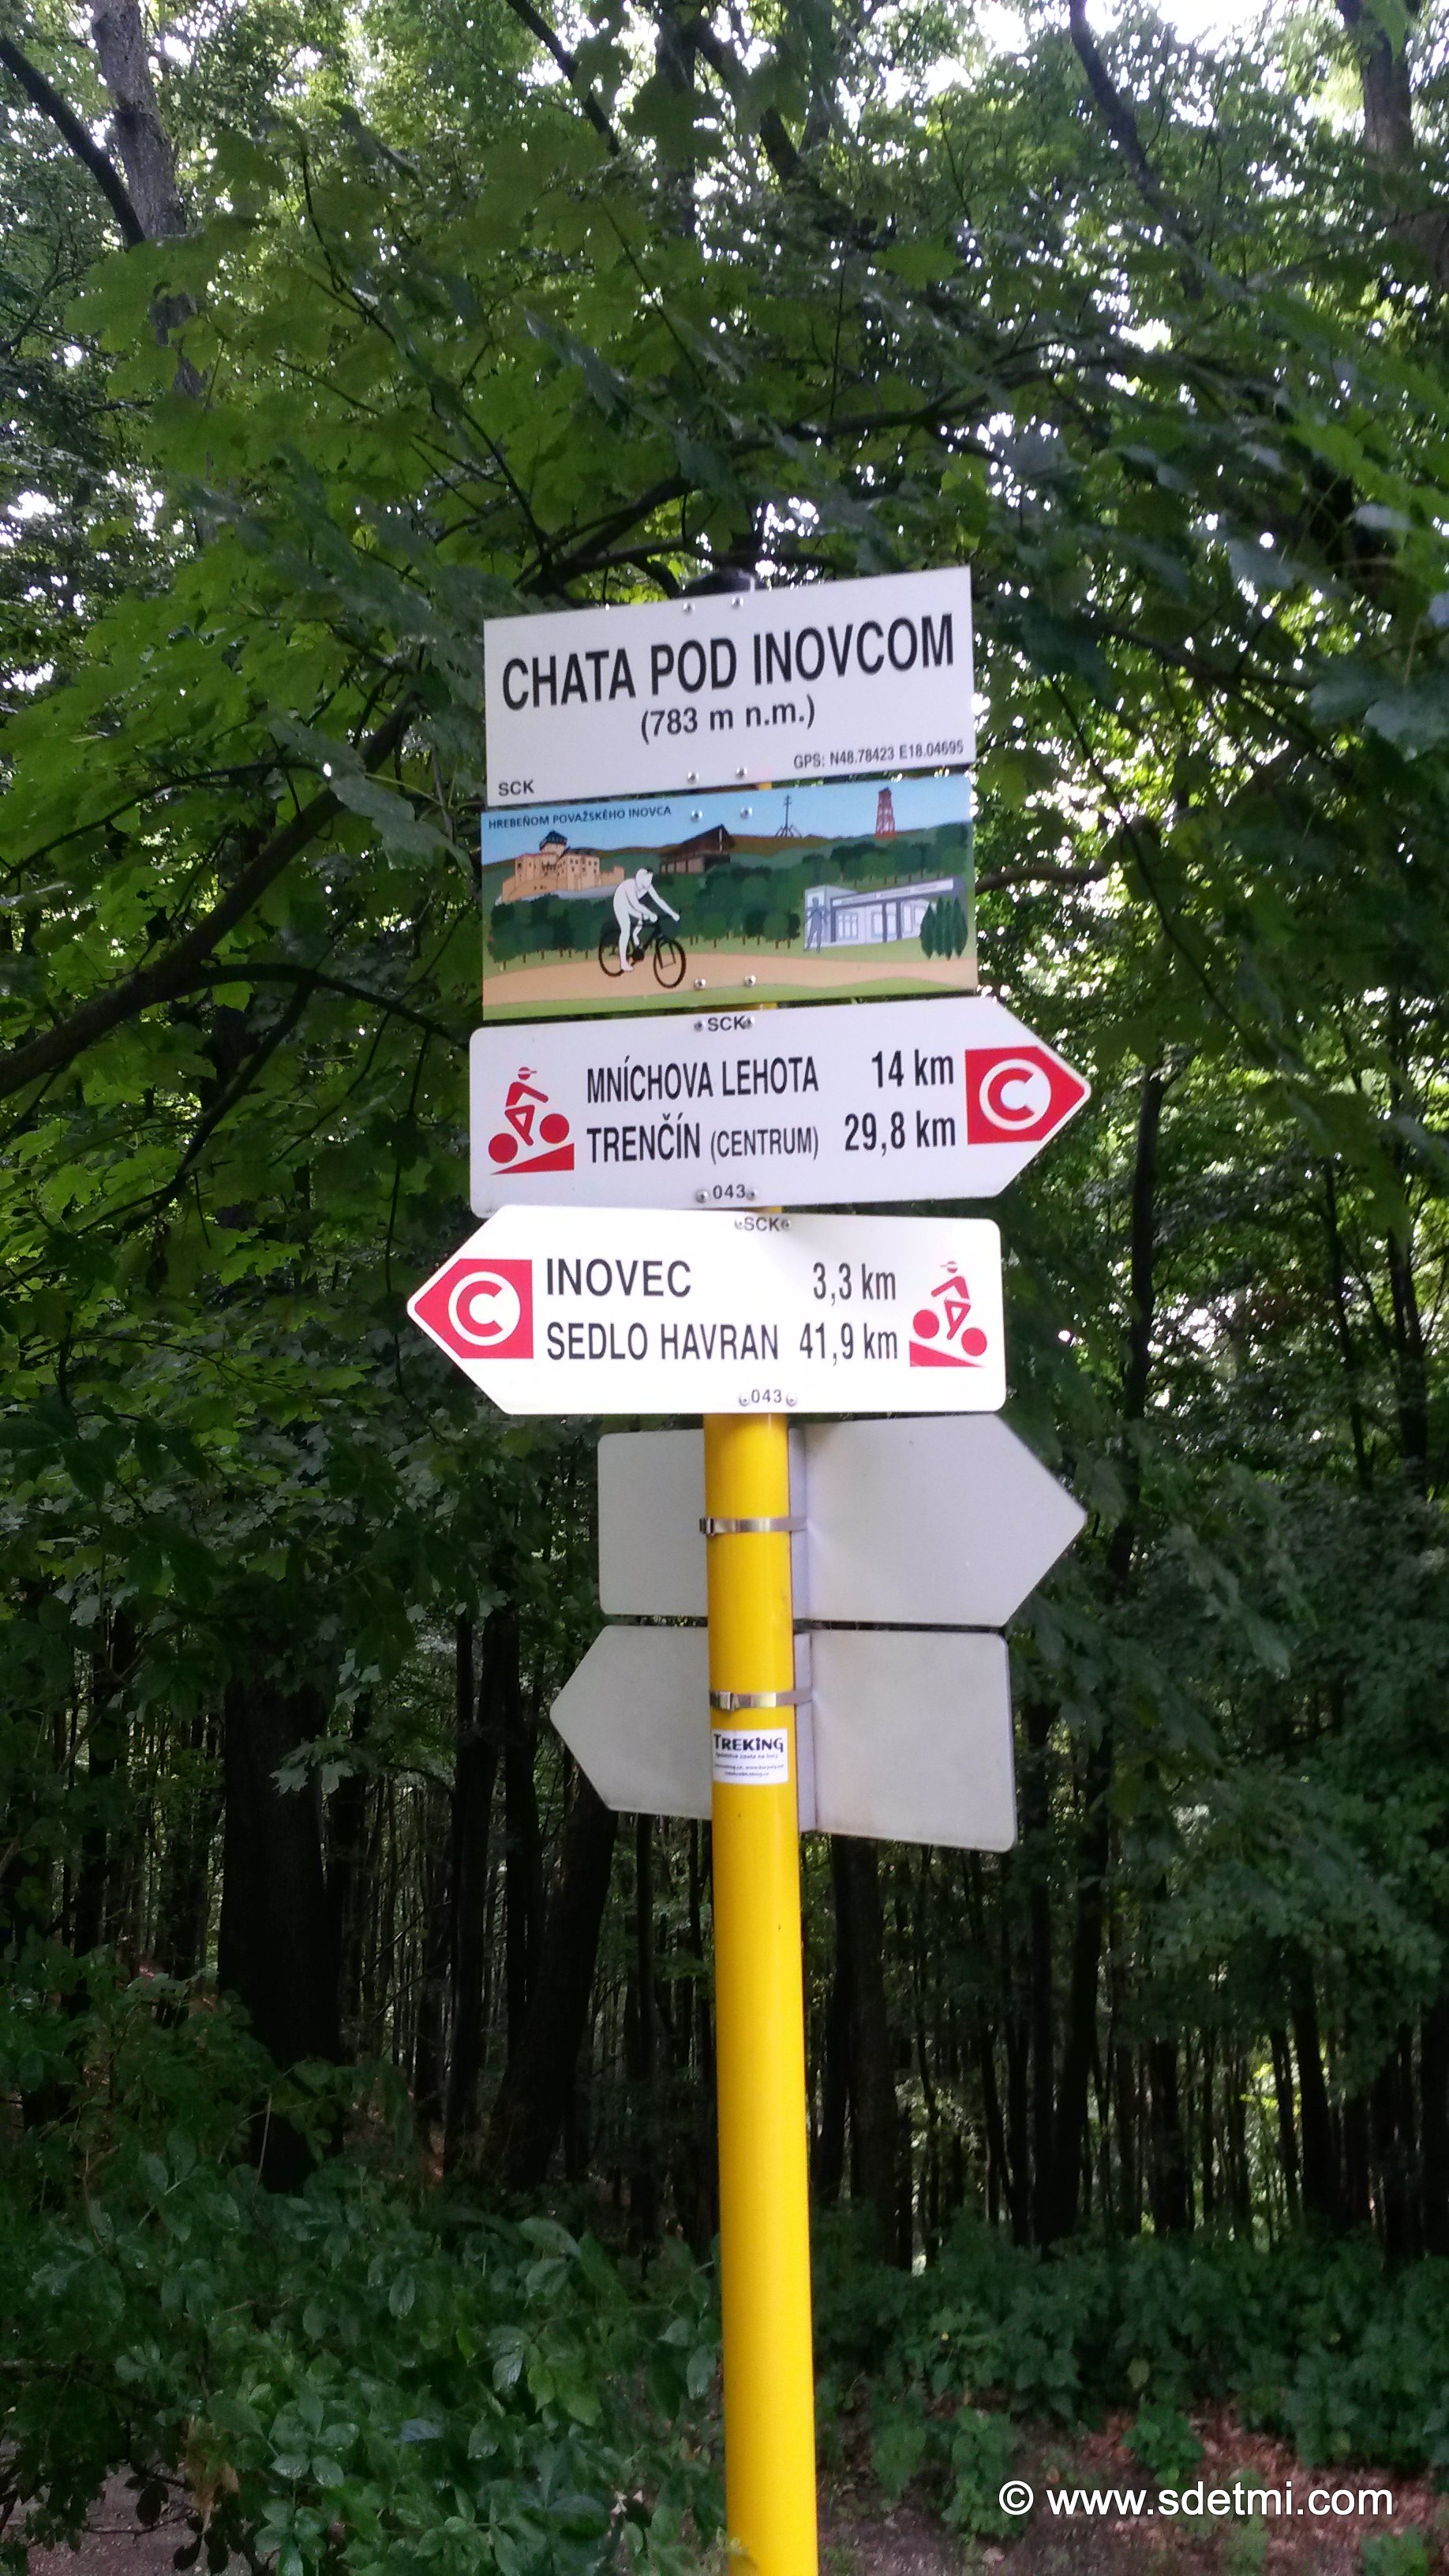 CHATA POD INOVCOM
(783 m n.m.)
GPS: N48.78423 E18.04695
SCK
HREBEŇOM POVAŽSKÉHO INOVCA
SCK
MNÍCHOVA LEHOTA 14 km
TRENČÍN (CENTRUM) 29,8 km
C
043
SCK
C
INOVEC 3,3 km
SEDLO HAVRAN 41,9 km
043
TREKING
© www.sdetmi.com